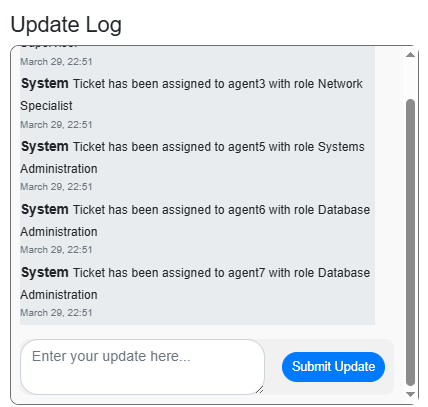 Update Log
Supervisor
March 29, 22:51
System Ticket has been assigned to agent3 with role Network
Specialist
March 29, 22:51
System Ticket has been assigned to agent5 with role Systems
Administration
March 29, 22:51
System Ticket has been assigned to agent6 with role Database
Administration
March 29, 22:51
System Ticket has been assigned to agent7 with role Database
Administration
March 29, 22:51
Enter your update here...
Submit Update